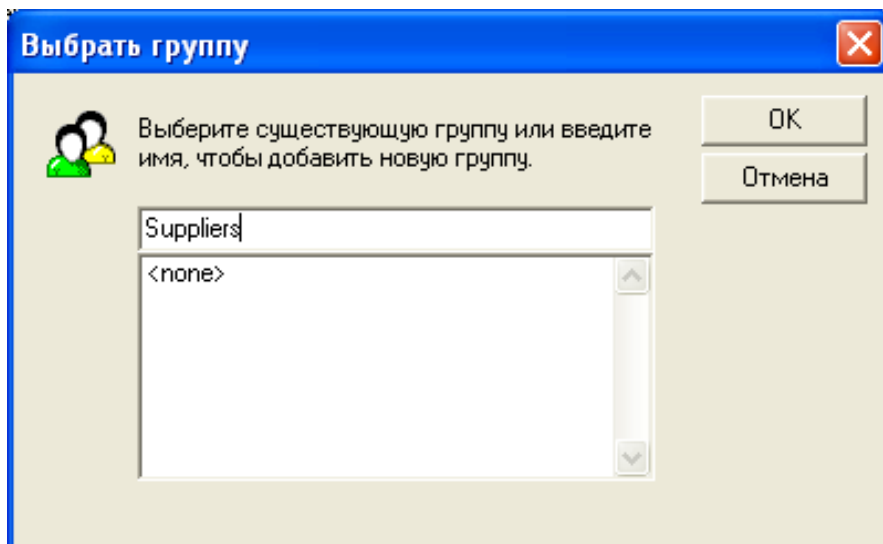 Выбрать группу
Выберите существующую группу или введите
имя, чтобы добавить новую группу.
OK
Отмена
Suppliers
<none>